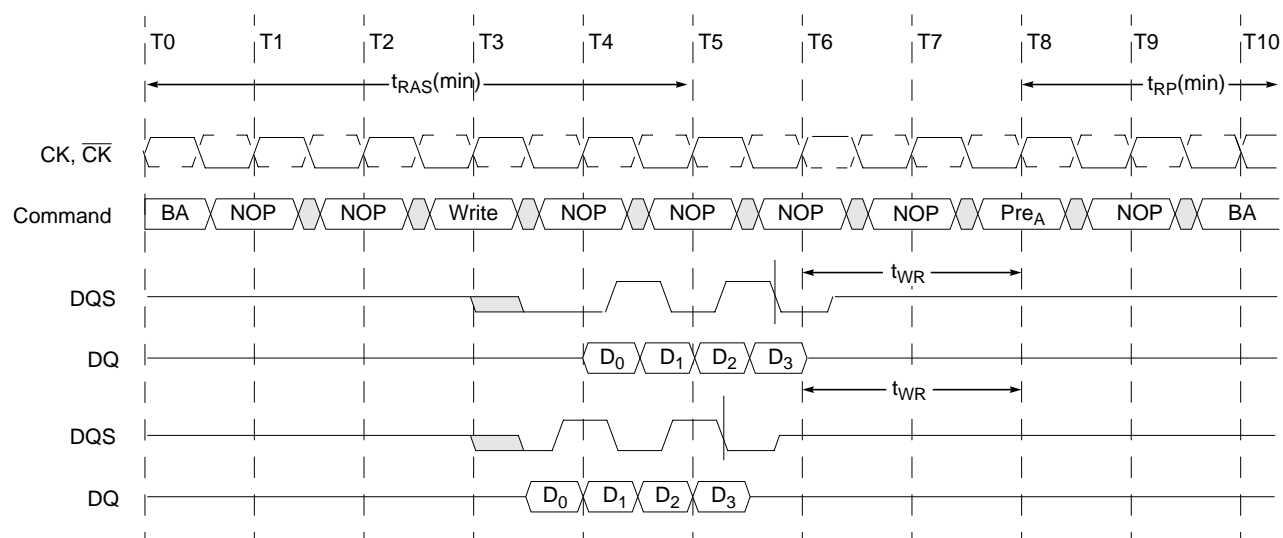 T0 T1 T2 T3 T4 T5 T6 T7 T8 T9 T10
tRAS(min) tRP(min)
CK, C̅K̅
Command BA NOP NOP Write NOP NOP NOP NOP PreA NOP BA
tWR
DQS
DQ D0 D1 D2 D3
tWR
DQS
DQ D0 D1 D2 D3